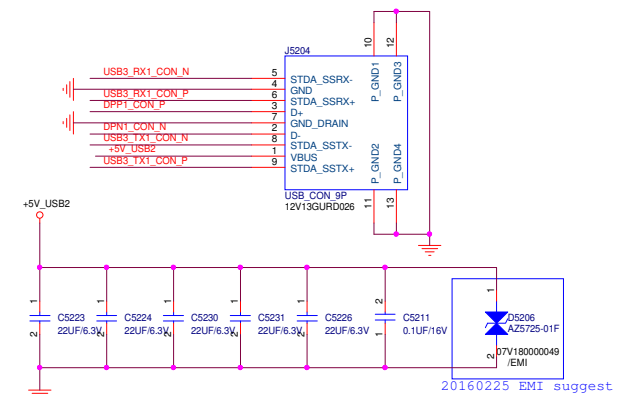 J5204
10
12
P_GND1
P_GND3
USB3_RX1_CON_N 5 STDA_SSRX-
4 GND
USB3_RX1_CON_P 6 STDA_SSRX+
DPP1_CON_P 3 D+
7 GND_DRAIN
DPN1_CON_N 2 D-
USB3_TX1_CON_N 8 STDA_SSTX-
+5V_USB2 1 VBUS
USB3_TX1_CON_P 9 STDA_SSTX+
P_GND2
P_GND4
11
13
USB_CON_9P
12V13GURD026
+5V_USB2
1 1 1 1 1 2 1
C5223 C5224 C5230 C5231 C5226 C5211 D5206
22UF/6.3V 22UF/6.3V 22UF/6.3V 22UF/6.3V 22UF/6.3V 0.1UF/16V AZ5725-01F
2 2 2 2 2 1 2
07V180000049
/EMI
20160225 EMI suggest